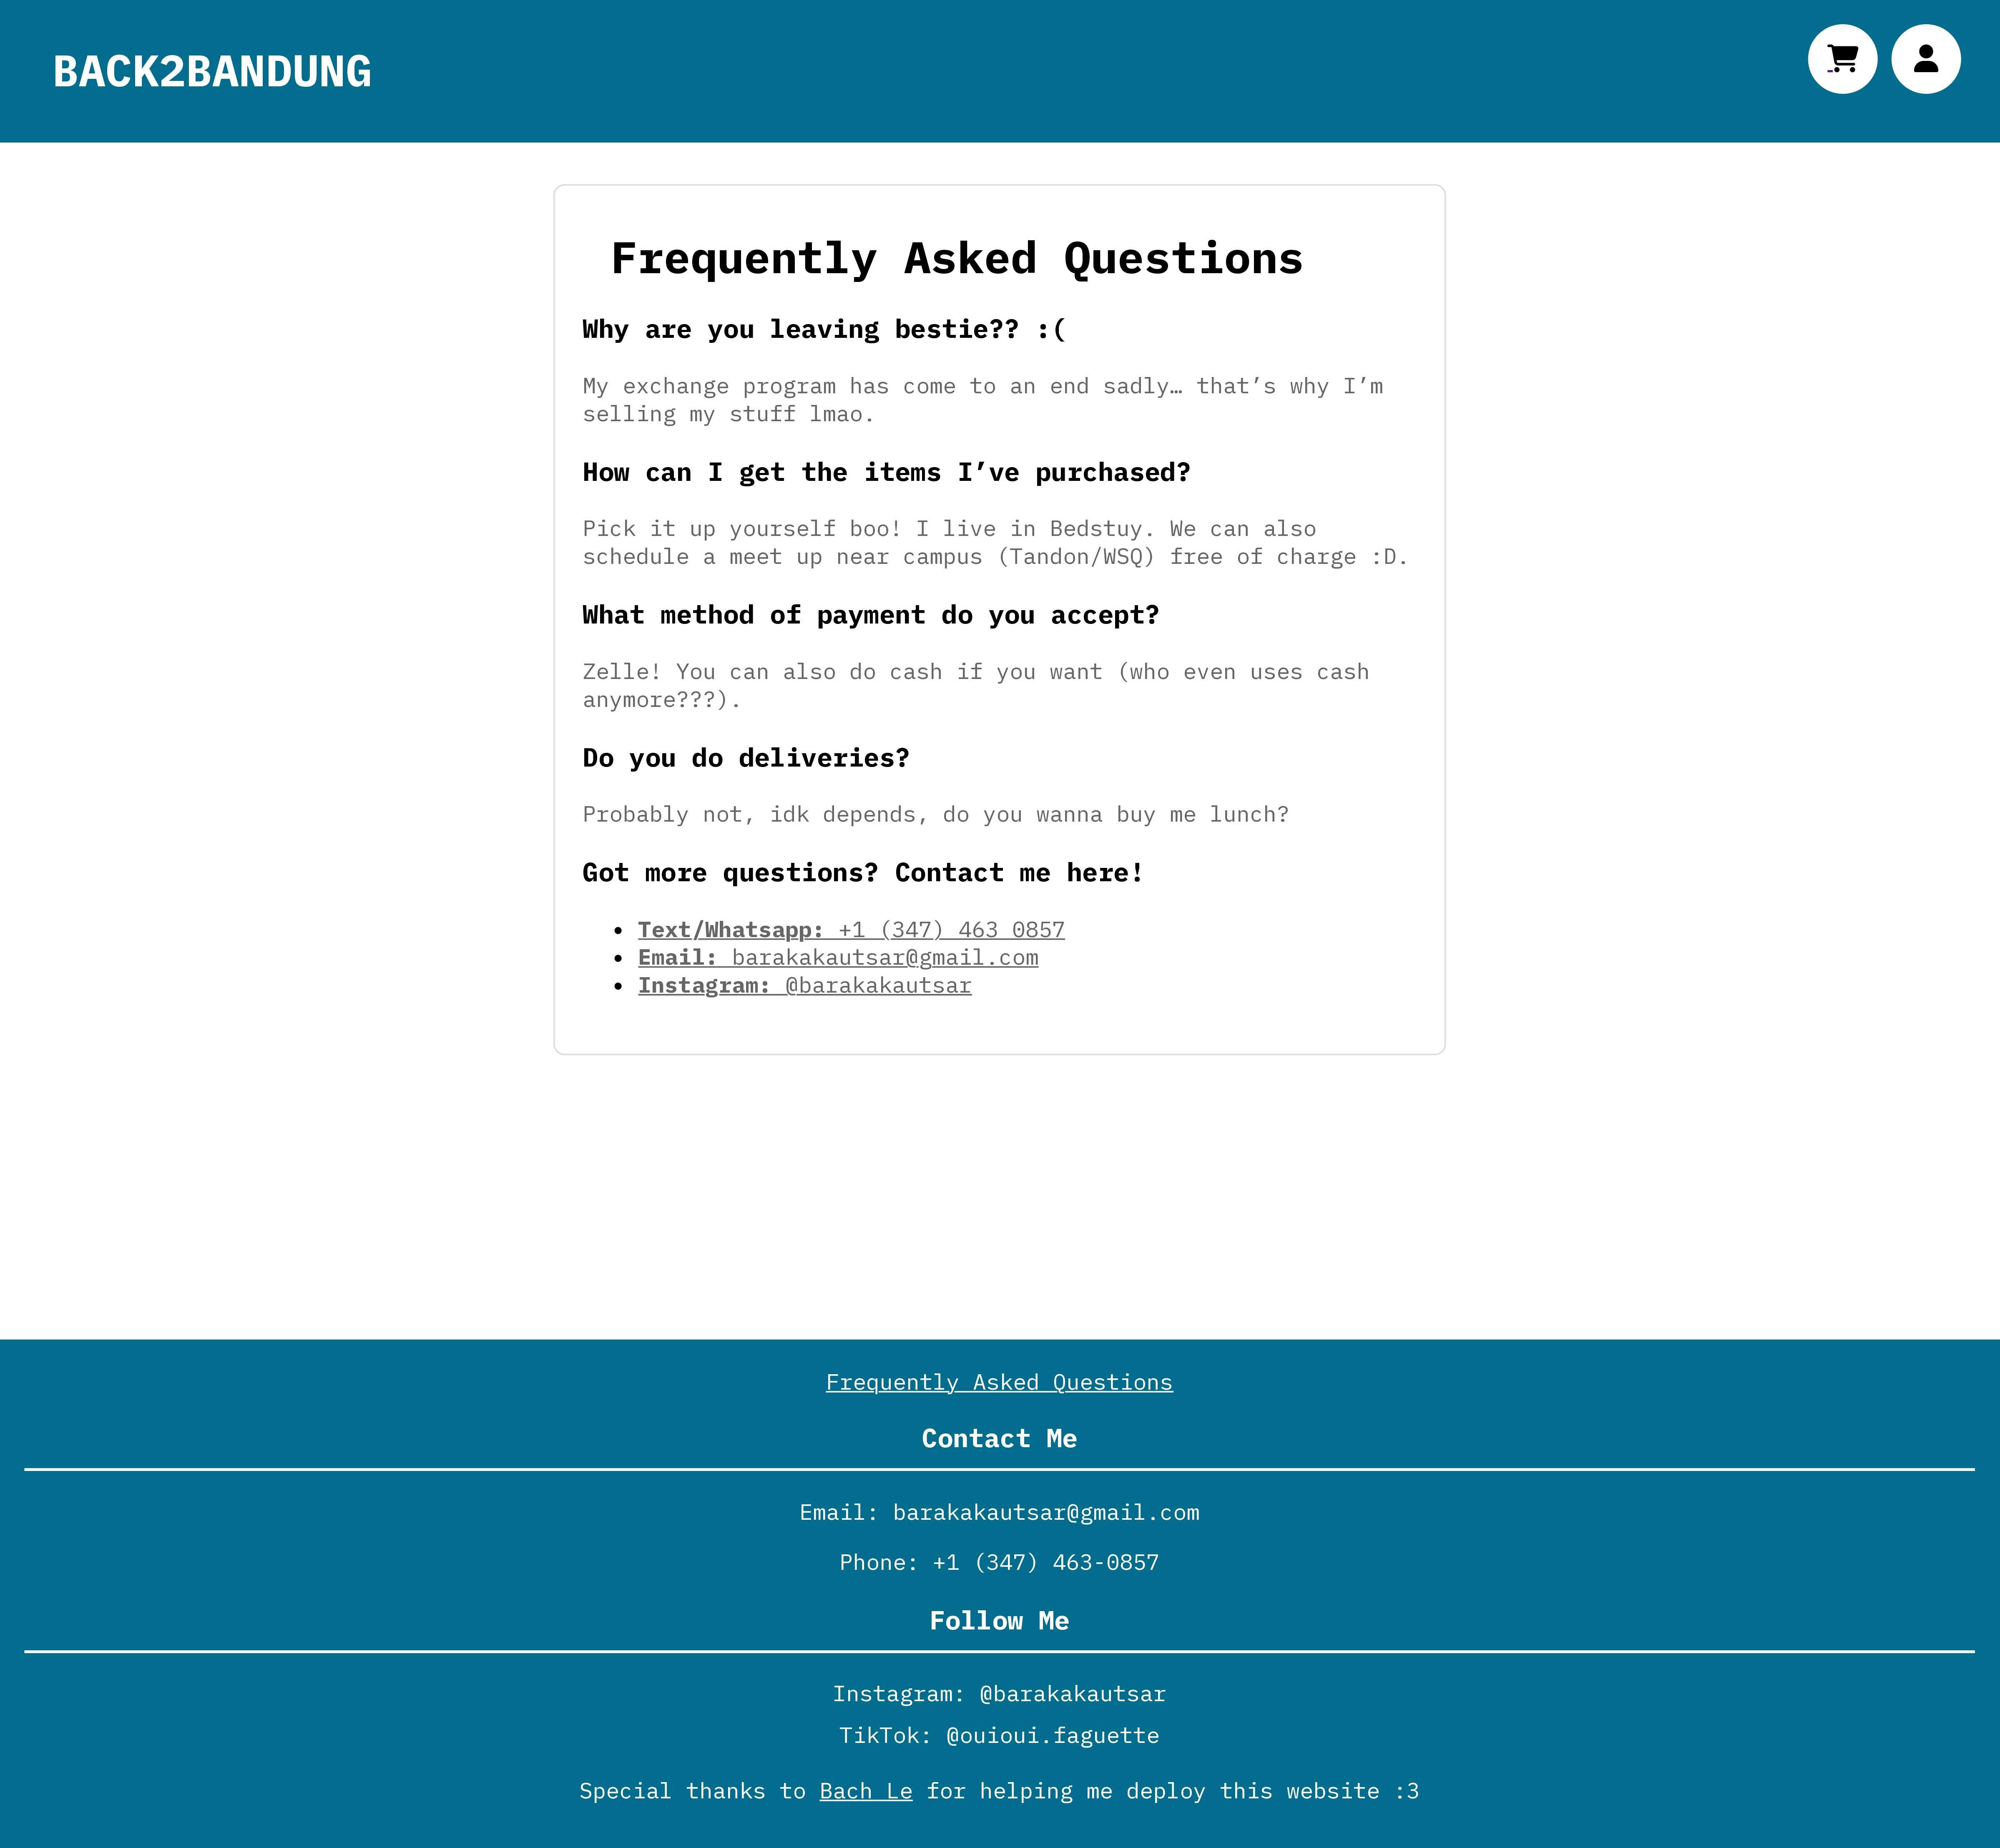 BACK2BANDUNG
Frequently Asked Questions
Why are you leaving bestie?? :(
My exchange program has come to an end sadly… that’s why I’m
selling my stuff lmao.
How can I get the items I’ve purchased?
Pick it up yourself boo! I live in Bedstuy. We can also
schedule a meet up near campus (Tandon/WSQ) free of charge :D.
What method of payment do you accept?
Zelle! You can also do cash if you want (who even uses cash
anymore???).
Do you do deliveries?
Probably not, idk depends, do you wanna buy me lunch?
Got more questions? Contact me here!
• Text/Whatsapp: +1 (347) 463 0857
• Email: barakakautsar@gmail.com
• Instagram: @barakakautsar
Frequently Asked Questions
Contact Me
Email: barakakautsar@gmail.com
Phone: +1 (347) 463-0857
Follow Me
Instagram: @barakakautsar
TikTok: @ouioui.faguette
Special thanks to Bach Le for helping me deploy this website :3